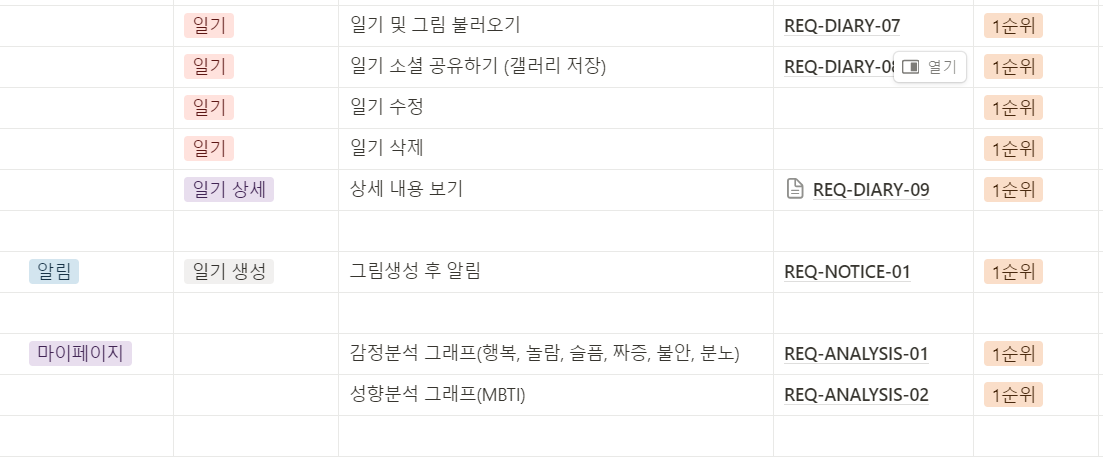 일기 일기 및 그림 불러오기 REQ-DIARY-07 1순위
일기 일기 소셜 공유하기 (갤러리 저장) REQ-DIARY-08 열기 1순위
일기 일기 수정 1순위
일기 일기 삭제 1순위
일기 상세 상세 내용 보기 REQ-DIARY-09 1순위
알림 일기 생성 그림생성 후 알림 REQ-NOTICE-01 1순위
마이페이지 감정분석 그래프(행복, 놀람, 슬픔, 짜증, 불안, 분노) REQ-ANALYSIS-01 1순위
성향분석 그래프(MBTI) REQ-ANALYSIS-02 1순위